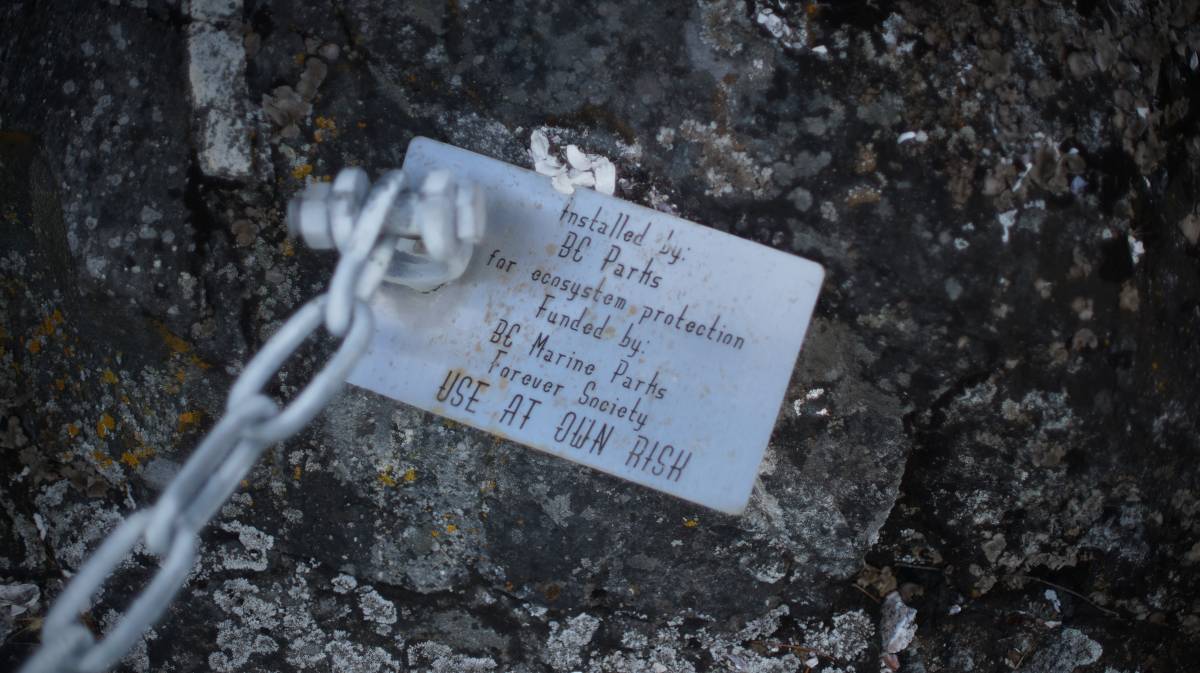 Installed by:
BC Parks
for ecosystem protection
Funded by:
BC Marine Parks
Forever Society
USE AT OWN RISK